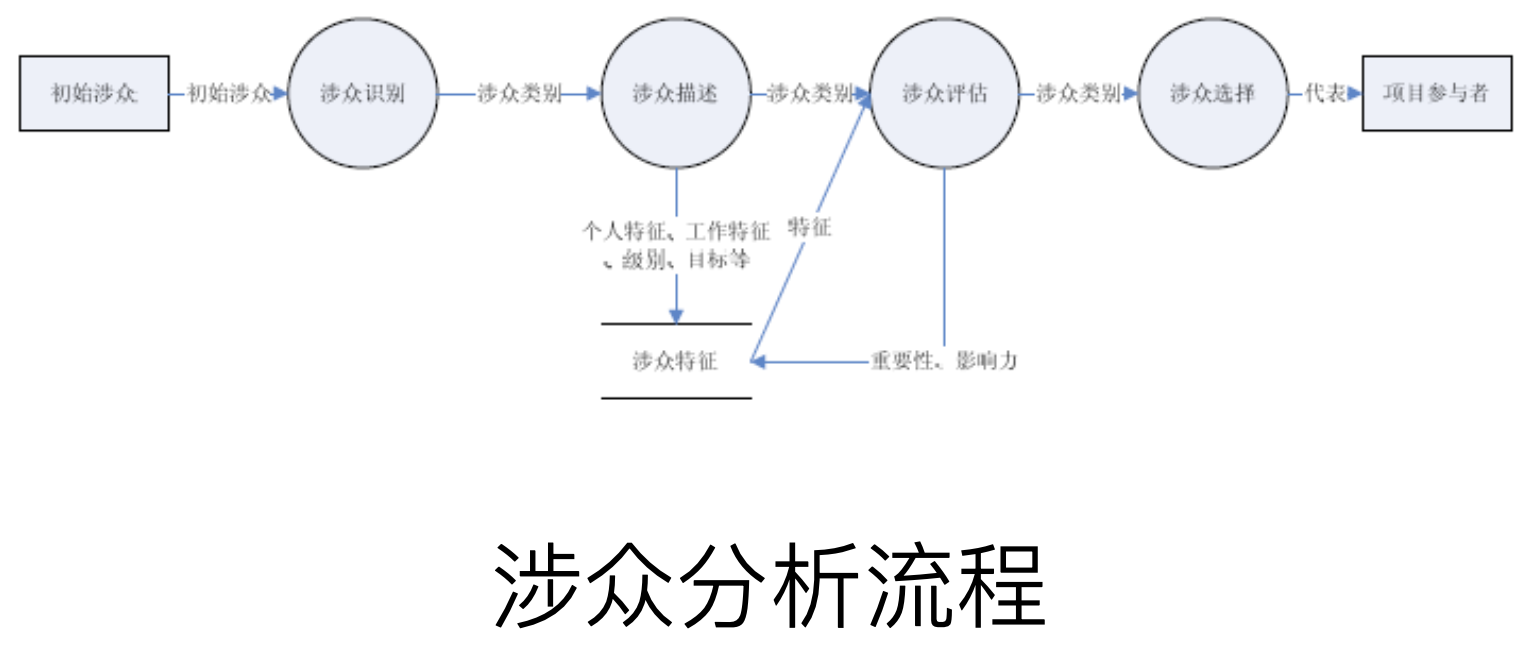 初始涉众
初始涉众
涉众识别
涉众类别
涉众描述
涉众类别
涉众评估
涉众类别
涉众选择
代表
项目参与者
个人特征、工作特征
、级别、目标等
特征
涉众特征
重要性、影响力
涉众分析流程